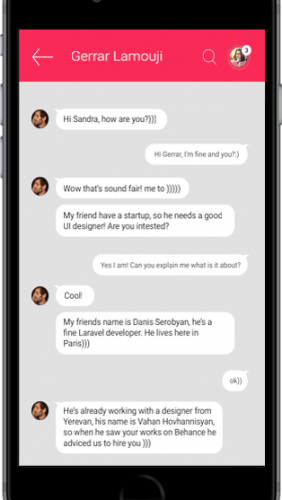 Gerrar Lamouji
3
Hi Sandra, how are you?)))
Hi Gerrar, I'm fine and you?:)
Wow that's sound fair! me to )))))
My friend have a startup, so he needs a good
UI designer! Are you intested?
Yes I am! Can you explain me what is it about?
Cool!
My friends name is Danis Serobyan, he's a
fine Laravel developer. He lives here in
Paris)))
ok))
He's already working with a designer from
Yerevan, his name is Vahan Hovhannisyan,
so when he saw your works on Behance he
adviced us to hire you )))